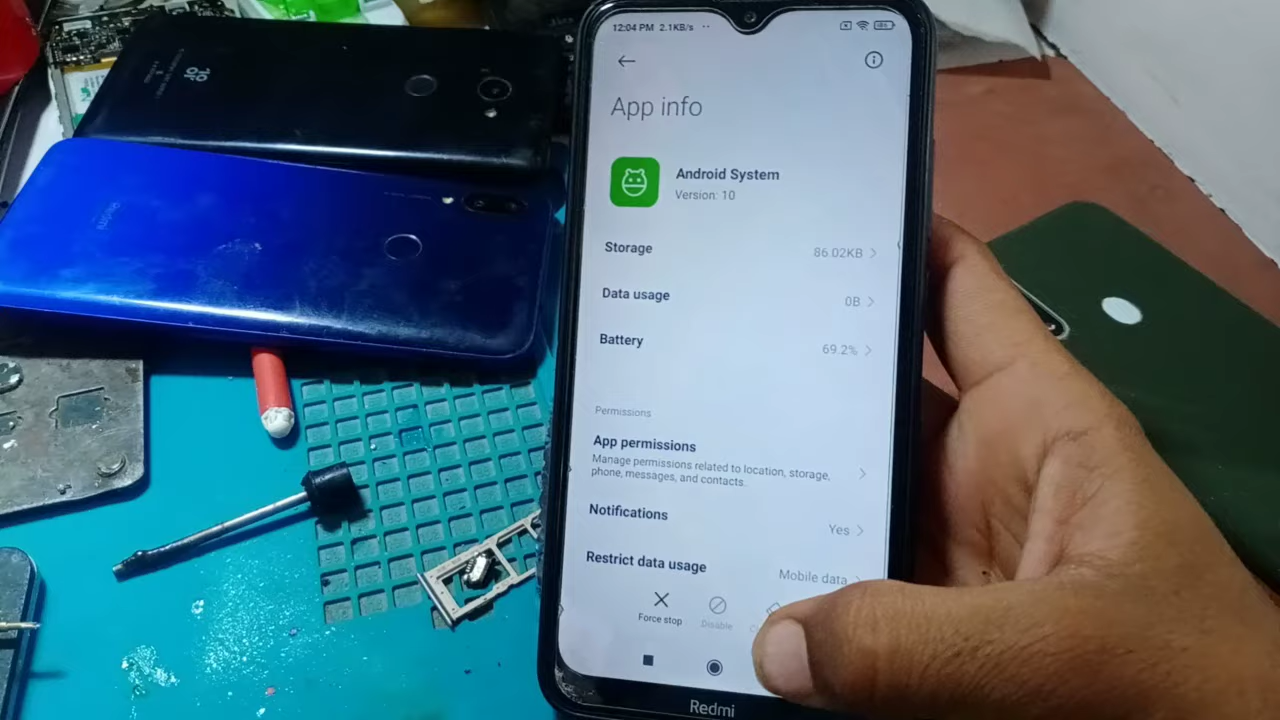 12:04 PM 2.1KB/s ··
App info
Android System
Version: 10
Storage
86.02KB
Data usage
0B
Battery
69.2%
Permissions
App permissions
Manage permissions related to location, storage,
phone, messages, and contacts.
Notifications
Yes
Restrict data usage
Mobile data
Force stop
Disable
Redmi